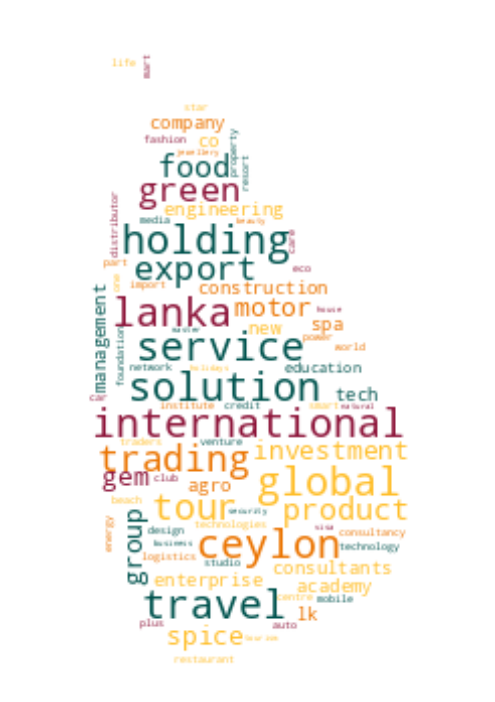 life
mart
star
company
fashion
co
jewellery
property
food
resort
green
distributor
engineering
media
beauty
holding
care
part
export
eco
one
import
construction
management
lanka
motor
house
master
new
spa
power
foundation
service
world
network
holidays
education
solution
tech
car
institute
credit
smart
natural
international
traders
venture
trading
investment
gem
club
agro
global
beach
tour
security
product
energy
group
design
technologies
sisa
consultancy
business
ceylon
technology
logistics
studio
consultants
enterprise
academy
travel
centre
mobile
lk
plus
auto
spice
tourism
restaurant